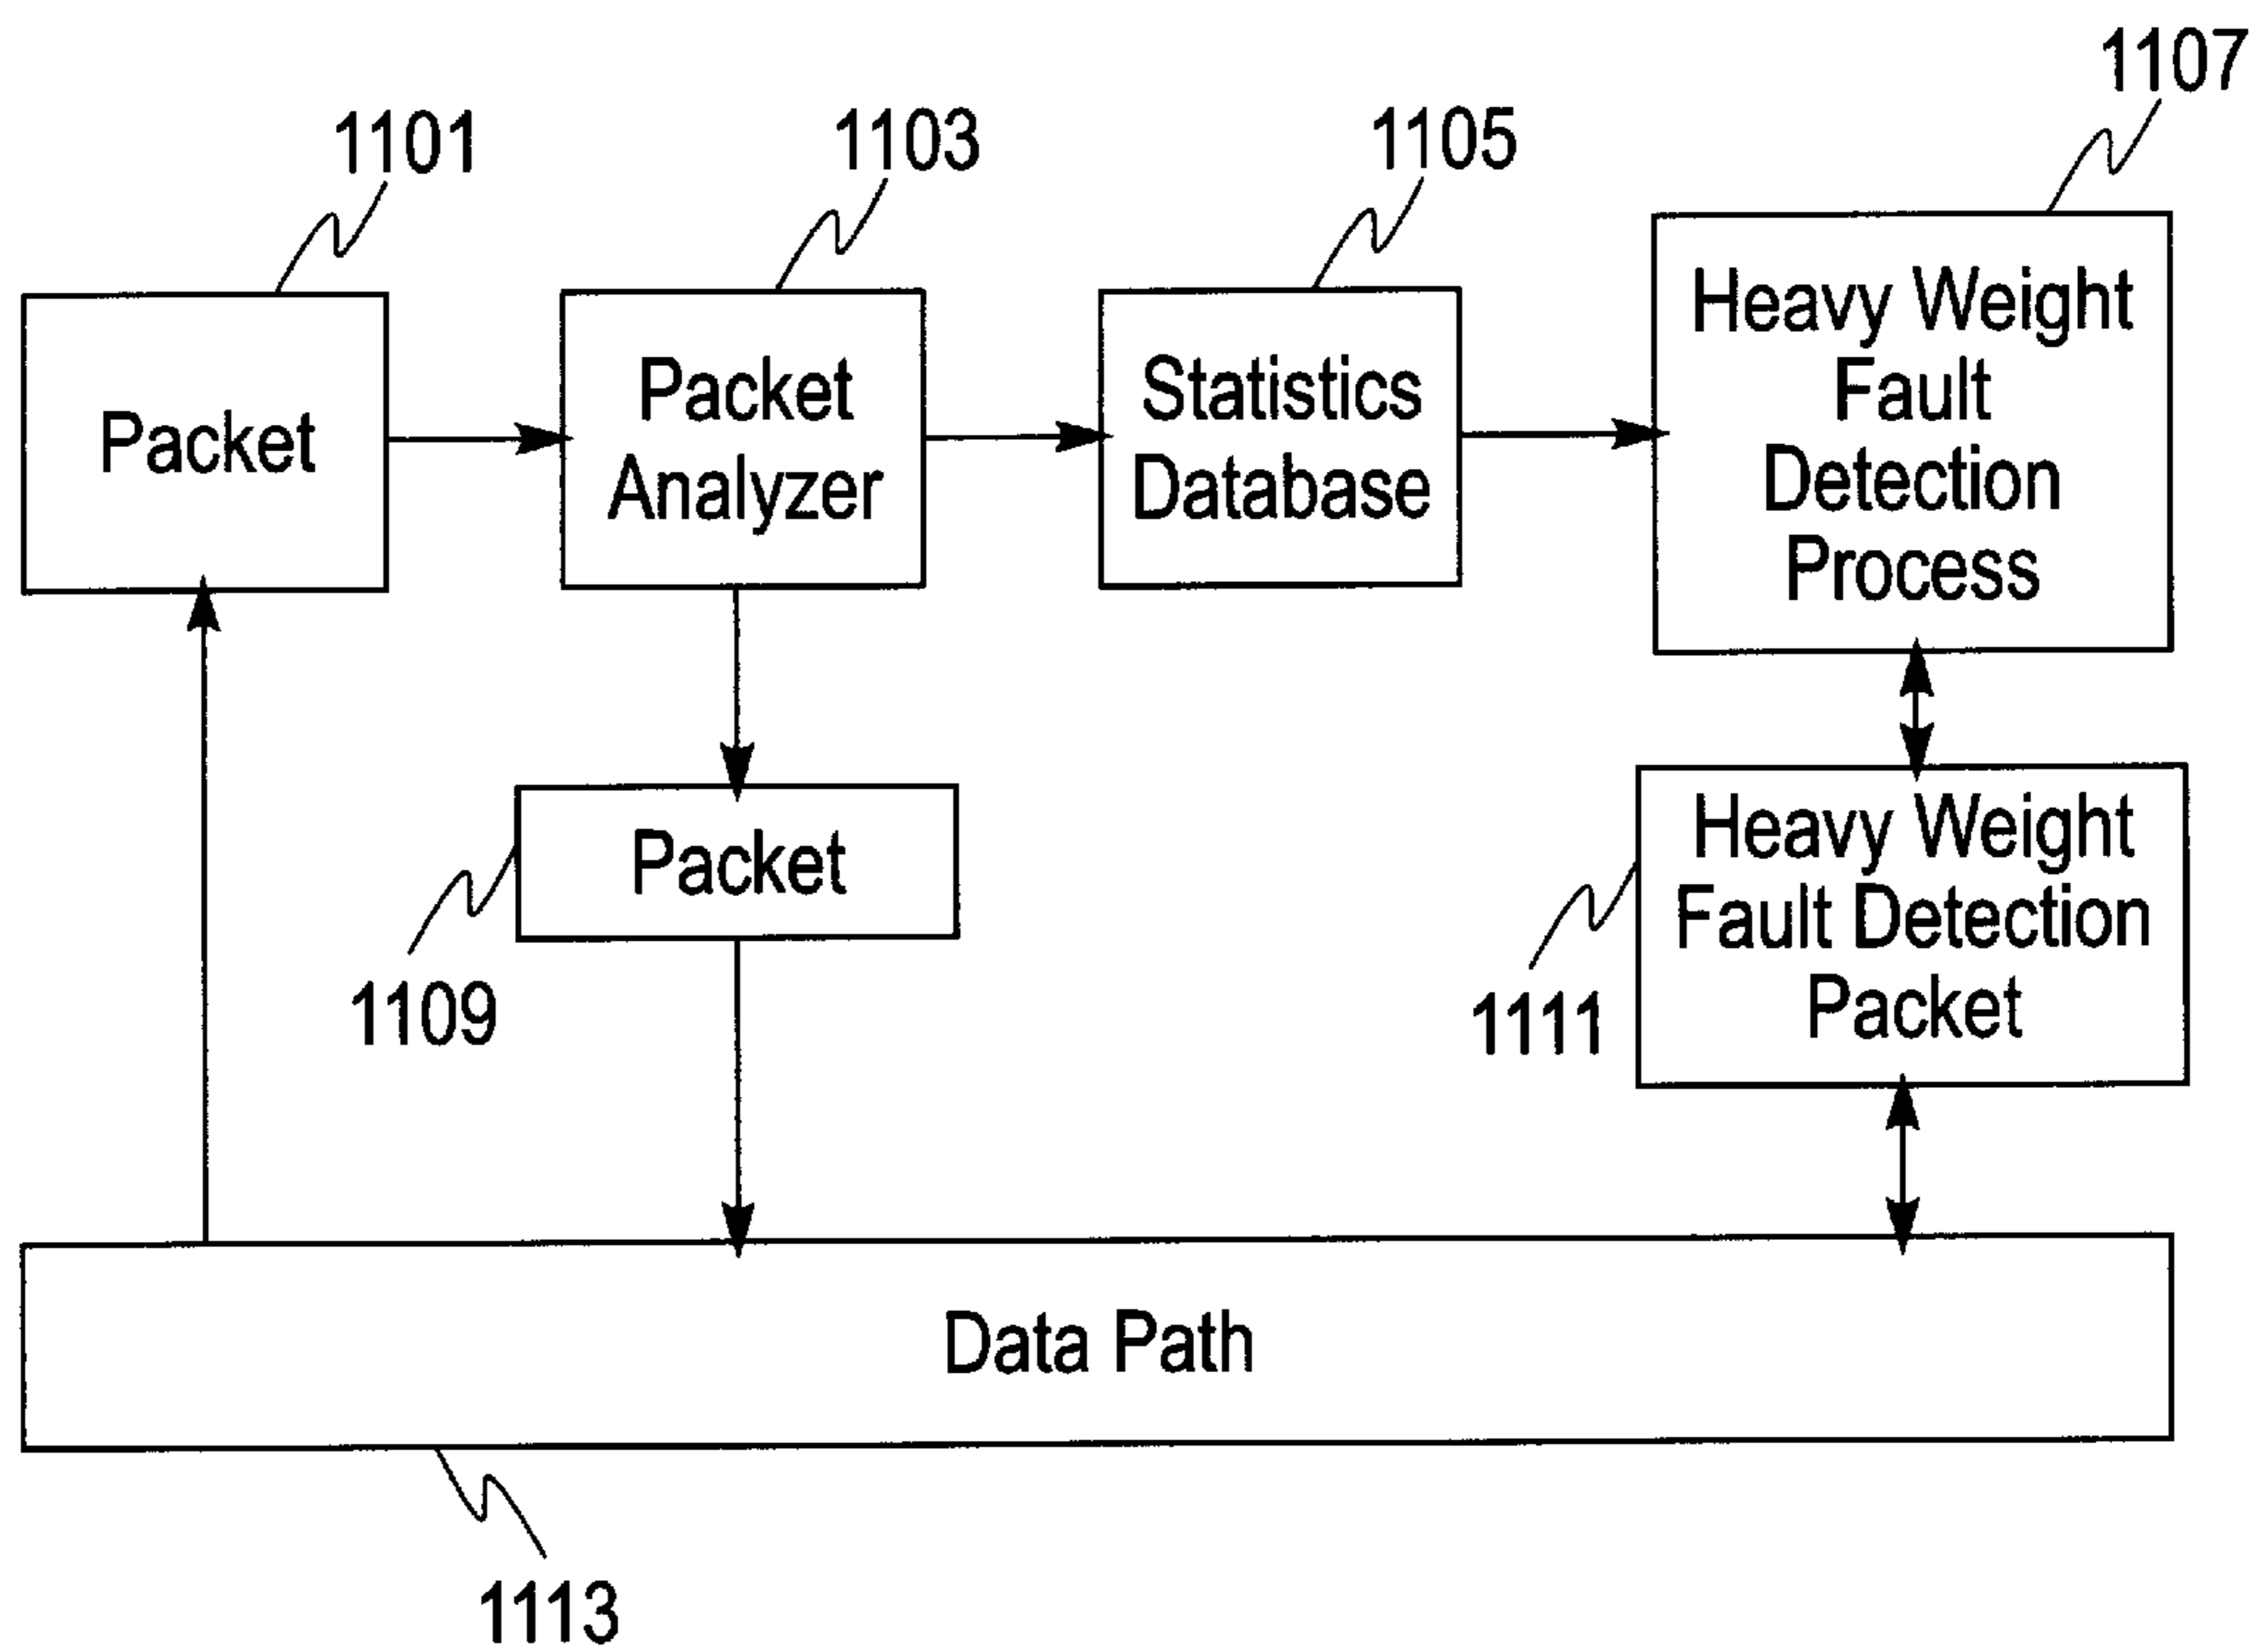 1107
1101
1103
1105
Heavy Weight
Fault
Detection
Process
Packet
Packet
Analyzer
Statistics
Database
Packet
1109
Heavy Weight
Fault Detection
Packet
1111
Data Path
1113